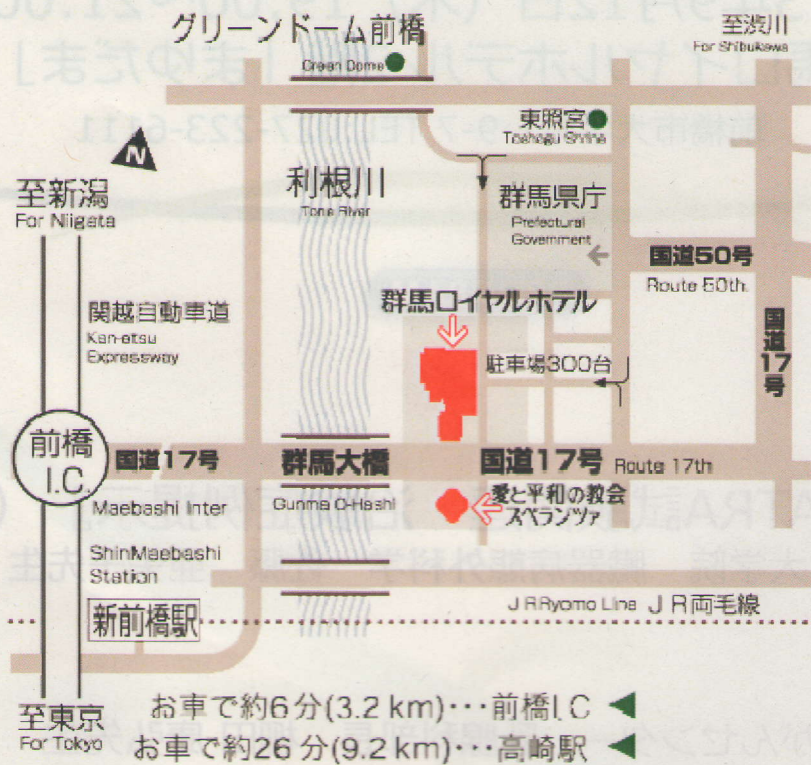 グリーンドーム前橋
Green Dome
至渋川
For Shibukawa
東照宮
Toshogu Shrine
N
至新潟
For Niigata
利根川
Tone River
群馬県庁
Prefectural
Government
国道50号
Route 50th
関越自動車道
Kan-etsu
Expressway
群馬ロイヤルホテル
国道17号
駐車場300台
前橋
I.C.
国道17号
群馬大橋
国道17号 Route 17th
Maebashi Inter
Gunma O-Hashi
愛と平和の教会
スペランツァ
ShinMaebashi
Station
新前橋駅
J R Ryomo Line J R両毛線
至東京
For Tokyo
お車で約6分(3.2 km)･･･前橋I.C
お車で約26分(9.2 km)･･･高崎駅